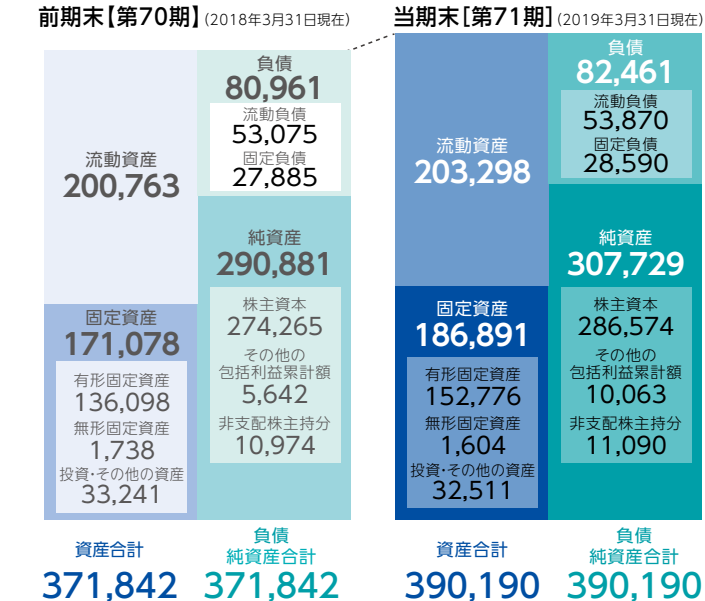 前期末【第70期】(2018年3月31日現在)
流動資産
200,763
固定資産
171,078
有形固定資産
136,098
無形固定資産
1,738
投資・その他の資産
33,241
負債
80,961
流動負債
53,075
固定負債
27,885
純資産
290,881
株主資本
274,265
その他の
包括利益累計額
5,642
非支配株主持分
10,974
資産合計
371,842
負債
純資産合計
371,842
当期末[第71期](2019年3月31日現在)
流動資産
203,298
固定資産
186,891
有形固定資産
152,776
無形固定資産
1,604
投資・その他の資産
32,511
負債
82,461
流動負債
53,870
固定負債
28,590
純資産
307,729
株主資本
286,574
その他の
包括利益累計額
10,063
非支配株主持分
11,090
資産合計
390,190
負債
純資産合計
390,190